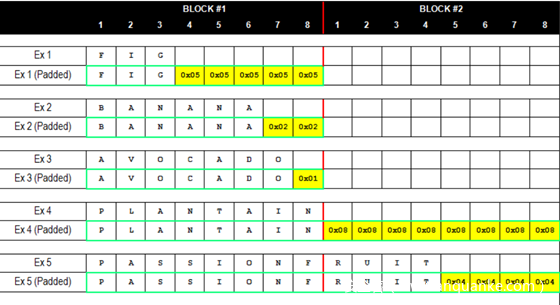 BLOCK #1 BLOCK #2
1 2 3 4 5 6 7 8 1 2 3 4 5 6 7 8
Ex 1 F I G
Ex 1 (Padded) F I G 0x05 0x05 0x05 0x05 0x05
Ex 2 B A N A N A
Ex 2 (Padded) B A N A N A 0x02 0x02
Ex 3 A V O C A D O
Ex 3 (Padded) A V O C A D O 0x01
Ex 4 P L A N T A I N
Ex 4 (Padded) P L A N T A I N 0x08 0x08 0x08 0x08 0x08 0x08 0x08 0x08
Ex 5 P A S S I O N F R U I T
Ex 5 (Padded) P A S S I O N F R U I T 0x04 0x04 0x04 0x04